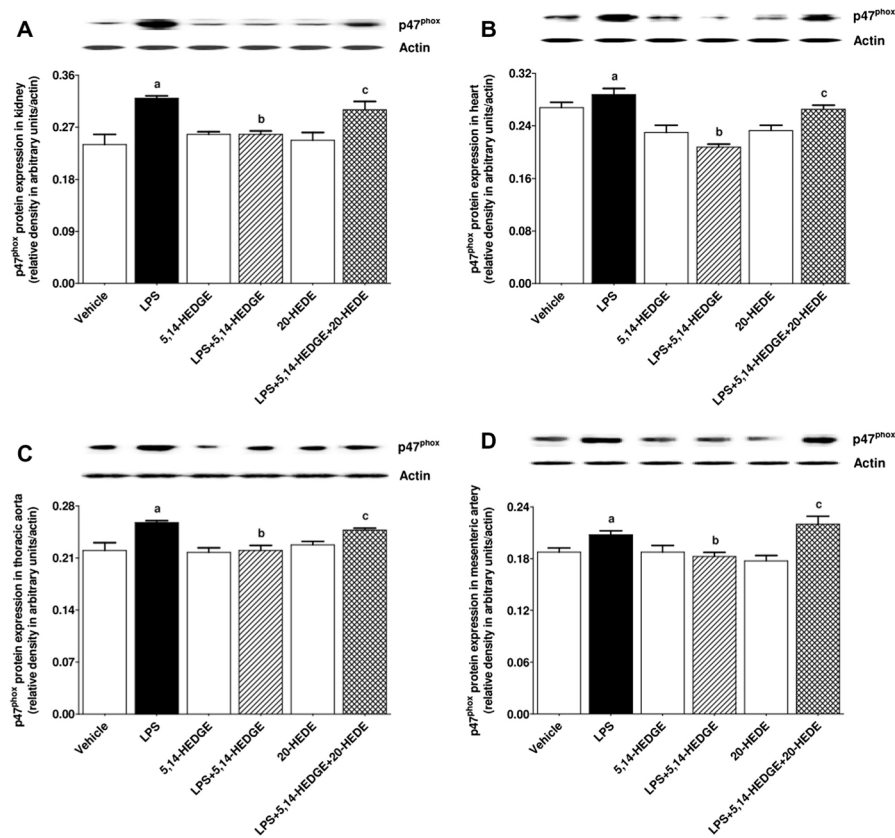 A
p47phox
Actin
p47phox protein expression in kidney
(relative density in arbitrary units/actin)
0.36
0.27
0.18
0.09
0.00
a
b
c
Vehicle
LPS
5,14-HEDGE
LPS+5,14-HEDGE
20-HEDE
LPS+5,14-HEDGE+20-HEDE
B
p47phox
Actin
p47phox protein expression in heart
(relative density in arbitrary units/actin)
0.32
0.24
0.16
0.08
0.00
a
b
c
Vehicle
LPS
5,14-HEDGE
LPS+5,14-HEDGE
20-HEDE
LPS+5,14-HEDGE+20-HEDE
C
p47phox
Actin
p47phox protein expression in thoracic aorta
(relative density in arbitrary units/actin)
0.28
0.21
0.14
0.07
0.00
a
b
c
Vehicle
LPS
5,14-HEDGE
LPS+5,14-HEDGE
20-HEDE
LPS+5,14-HEDGE+20-HEDE
D
p47phox
Actin
p47phox protein expression in mesenteric artery
(relative density in arbitrary units/actin)
0.24
0.18
0.12
0.06
0.00
a
b
c
Vehicle
LPS
5,14-HEDGE
LPS+5,14-HEDGE
20-HEDE
LPS+5,14-HEDGE+20-HEDE